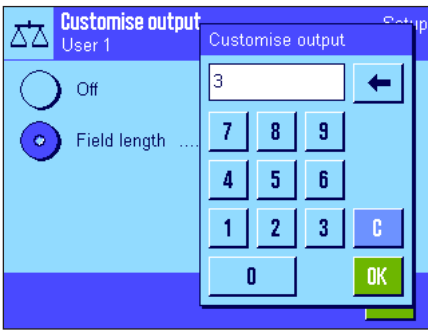 Customise output
User 1
Setup
Off
Field length ....
Customise output
3
7 8 9
4 5 6
1 2 3 C
0 OK